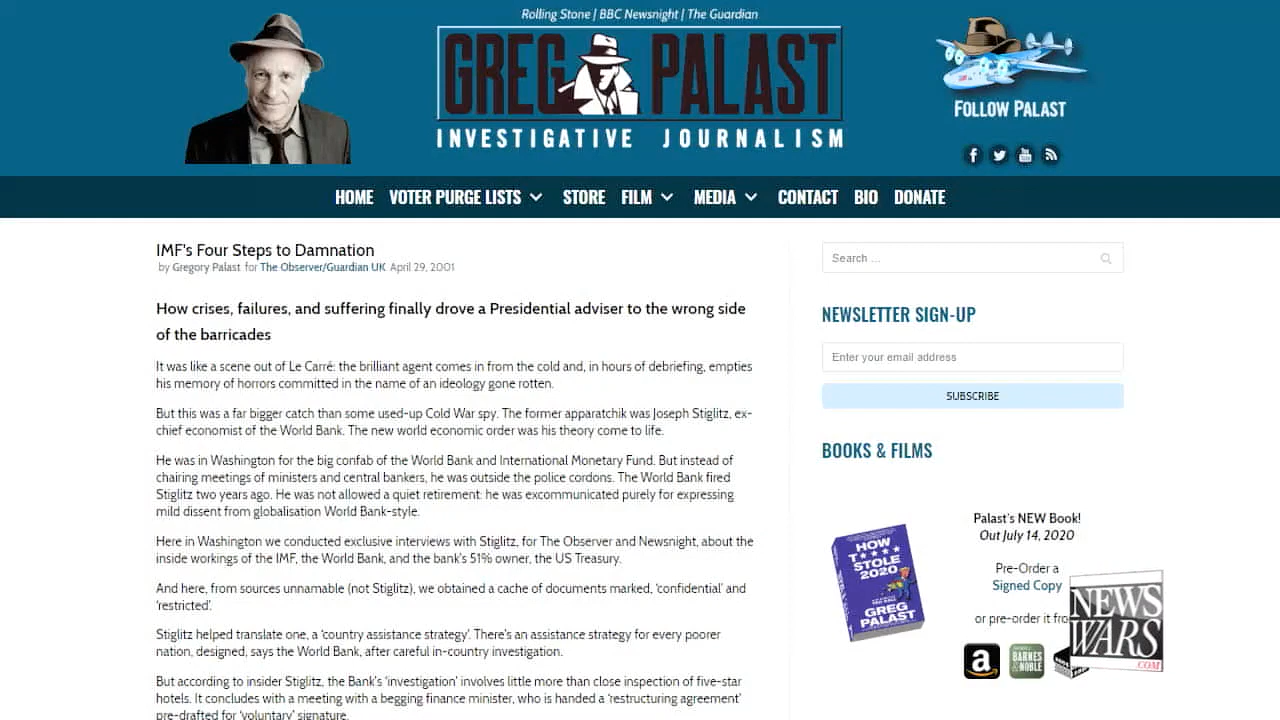 Rolling Stone | BBC Newsnight | The Guardian
GREG PALAST
INVESTIGATIVE JOURNALISM
FOLLOW PALAST
HOME VOTER PURGE LISTS STORE FILM MEDIA CONTACT BIO DONATE
IMF's Four Steps to Damnation
by Gregory Palast for The Observer/Guardian UK April 29, 2001
How crises, failures, and suffering finally drove a Presidential adviser to the wrong side
of the barricades
It was like a scene out of Le Carré: the brilliant agent comes in from the cold and, in hours of debriefing, empties
his memory of horrors committed in the name of an ideology gone rotten.
But this was a far bigger catch than some used-up Cold War spy. The former apparatchik was Joseph Stiglitz, ex-
chief economist of the World Bank. The new world economic order was his theory come to life.
He was in Washington for the big confab of the World Bank and International Monetary Fund. But instead of
chairing meetings of ministers and central bankers, he was outside the police cordons. The World Bank fired
Stiglitz two years ago. He was not allowed a quiet retirement: he was excommunicated purely for expressing
mild dissent from globalisation World Bank-style.
Here in Washington we conducted exclusive interviews with Stiglitz, for The Observer and Newsnight, about the
inside workings of the IMF, the World Bank, and the bank's 51% owner, the US Treasury.
And here, from sources unnamable (not Stiglitz), we obtained a cache of documents marked, 'confidential' and
'restricted'.
Stiglitz helped translate one, a 'country assistance strategy'. There's an assistance strategy for every poorer
nation, designed, says the World Bank, after careful in-country investigation.
But according to insider Stiglitz, the Bank's 'investigation' involves little more than close inspection of five-star
hotels. It concludes with a meeting with a begging finance minister, who is handed a 'restructuring agreement'
pre-drafted for 'voluntary' signature.
Search …
NEWSLETTER SIGN-UP
Enter your email address
SUBSCRIBE
BOOKS & FILMS
HOW
T*****
STOLE
2020
GREG
PALAST
Palast's NEW Book!
Out July 14, 2020
Pre-Order a
Signed Copy
or pre-order it fro
BARNES
&NOBLE
NEWS
WARS
.COM